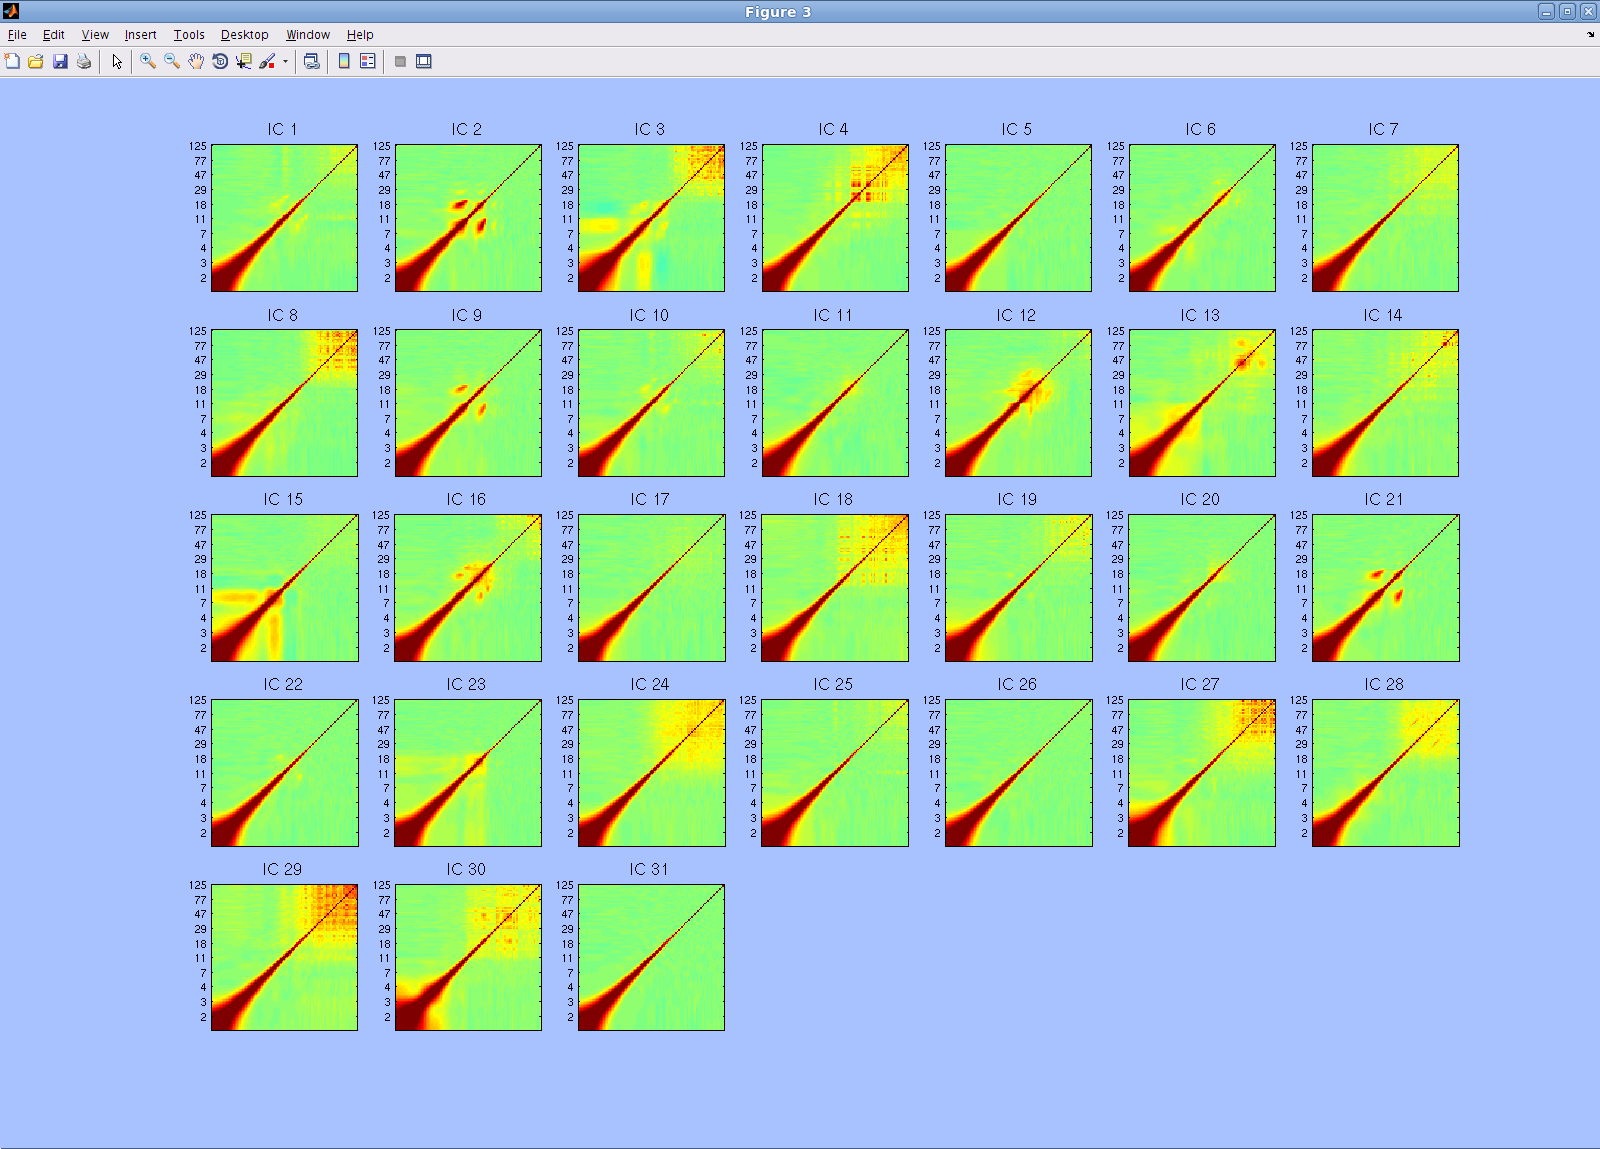 Figure 3
File Edit View Insert Tools Desktop Window Help
IC 1 IC 2 IC 3 IC 4 IC 5 IC 6 IC 7
125 125 125 125 125 125 125
77 77 77 77 77 77 77
47 47 47 47 47 47 47
29 29 29 29 29 29 29
18 18 18 18 18 18 18
11 11 11 11 11 11 11
7 7 7 7 7 7 7
4 4 4 4 4 4 4
3 3 3 3 3 3 3
2 2 2 2 2 2 2
IC 8 IC 9 IC 10 IC 11 IC 12 IC 13 IC 14
125 125 125 125 125 125 125
77 77 77 77 77 77 77
47 47 47 47 47 47 47
29 29 29 29 29 29 29
18 18 18 18 18 18 18
11 11 11 11 11 11 11
7 7 7 7 7 7 7
4 4 4 4 4 4 4
3 3 3 3 3 3 3
2 2 2 2 2 2 2
IC 15 IC 16 IC 17 IC 18 IC 19 IC 20 IC 21
125 125 125 125 125 125 125
77 77 77 77 77 77 77
47 47 47 47 47 47 47
29 29 29 29 29 29 29
18 18 18 18 18 18 18
11 11 11 11 11 11 11
7 7 7 7 7 7 7
4 4 4 4 4 4 4
3 3 3 3 3 3 3
2 2 2 2 2 2 2
IC 22 IC 23 IC 24 IC 25 IC 26 IC 27 IC 28
125 125 125 125 125 125 125
77 77 77 77 77 77 77
47 47 47 47 47 47 47
29 29 29 29 29 29 29
18 18 18 18 18 18 18
11 11 11 11 11 11 11
7 7 7 7 7 7 7
4 4 4 4 4 4 4
3 3 3 3 3 3 3
2 2 2 2 2 2 2
IC 29 IC 30 IC 31
125 125 125
77 77 77
47 47 47
29 29 29
18 18 18
11 11 11
7 7 7
4 4 4
3 3 3
2 2 2